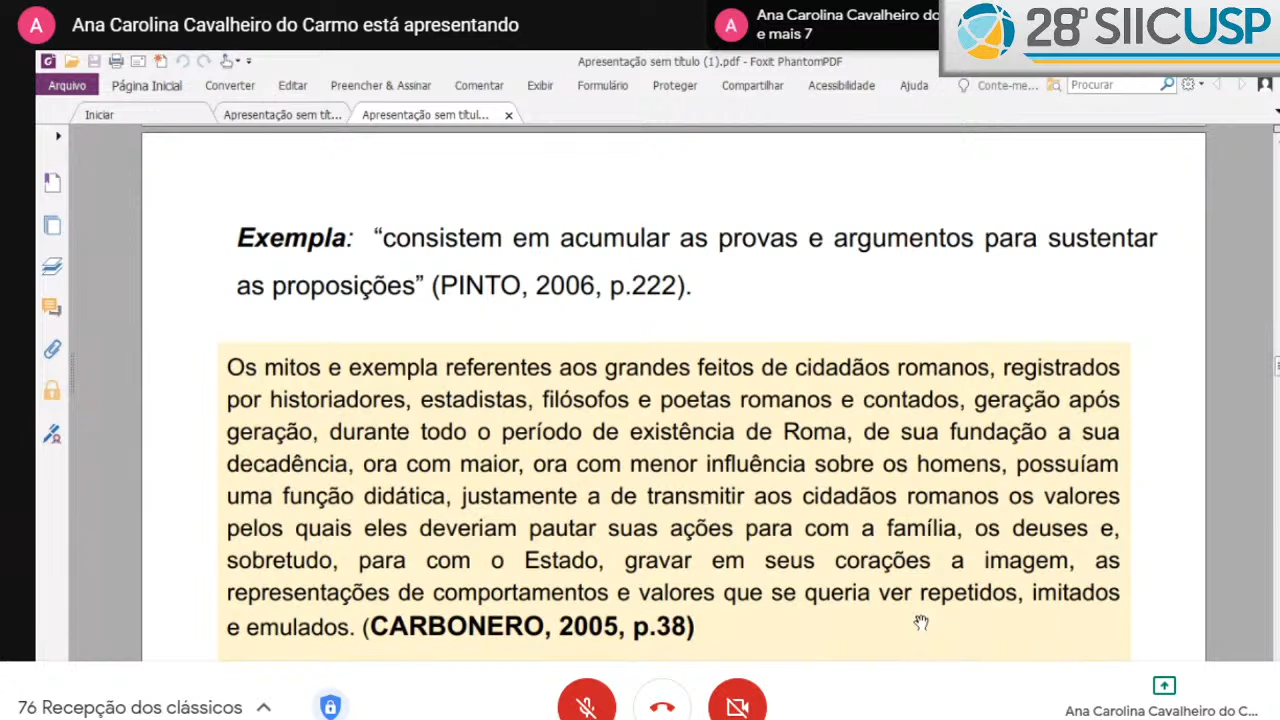 A Ana Carolina Cavalheiro do Carmo está apresentando
A Ana Carolina Cavalheiro do
e mais 7
28º SIICUSP
Apresentação sem título (1).pdf - Foxit PhantomPDF
Arquivo Página Inicial Converter Editar Preencher & Assinar Comentar Exibir Formulário Proteger Compartilhar Acessibilidade Ajuda Conte-me... Procurar
Iniciar Apresentação sem tít... Apresentação sem títul... ×
Exempla: “consistem em acumular as provas e argumentos para sustentar
as proposições” (PINTO, 2006, p.222).
Os mitos e exempla referentes aos grandes feitos de cidadãos romanos, registrados
por historiadores, estadistas, filósofos e poetas romanos e contados, geração após
geração, durante todo o período de existência de Roma, de sua fundação a sua
decadência, ora com maior, ora com menor influência sobre os homens, possuíam
uma função didática, justamente a de transmitir aos cidadãos romanos os valores
pelos quais eles deveriam pautar suas ações para com a família, os deuses e,
sobretudo, para com o Estado, gravar em seus corações a imagem, as
representações de comportamentos e valores que se queria ver repetidos, imitados
e emulados. (CARBONERO, 2005, p.38)
76 Recepção dos clássicos
Ana Carolina Cavalheiro do C...